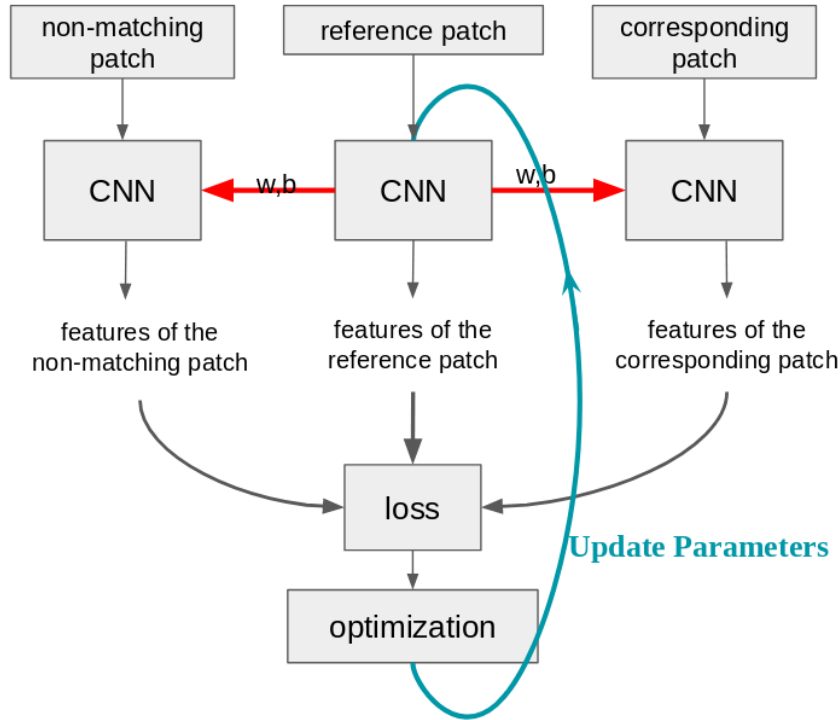 non-matching
patch
reference patch
corresponding
patch
CNN
w,b
CNN
w,b
CNN
features of the
non-matching patch
features of the
reference patch
features of the
corresponding patch
loss
Update Parameters
optimization